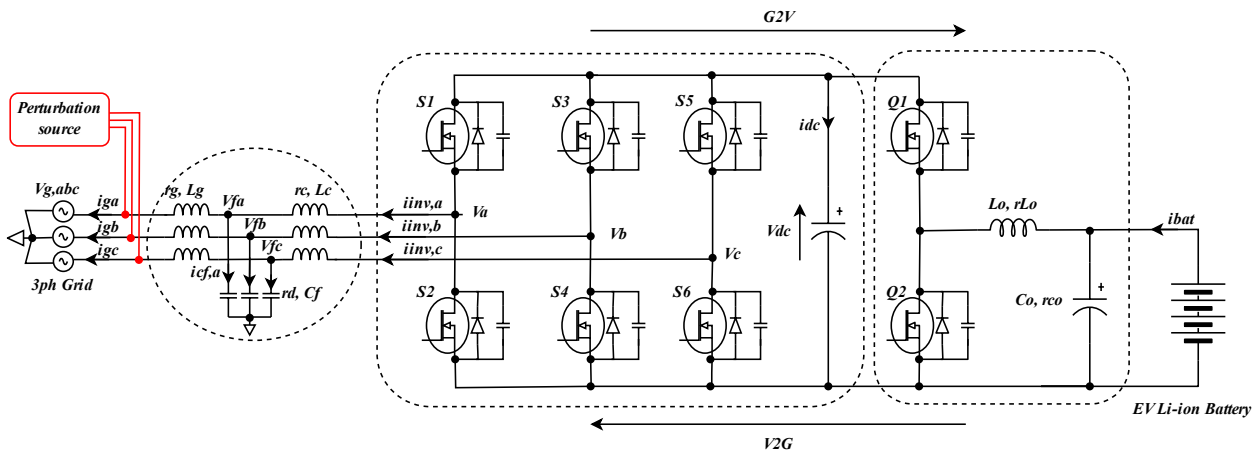 G2V
Perturbation
source
S1
S3
S5
Q1
idc
Vg,abc
iga
igb
igc
3ph Grid
rg, Lg
Vfa
Vfb
Vfc
rc, Lc
icf,a
rd, Cf
iinv,a
iinv,b
iinv,c
Va
Vb
Vc
Vdc
+
Lo, rLo
ibat
+
Co, rco
S2
S4
S6
Q2
EV Li-ion Battery
V2G